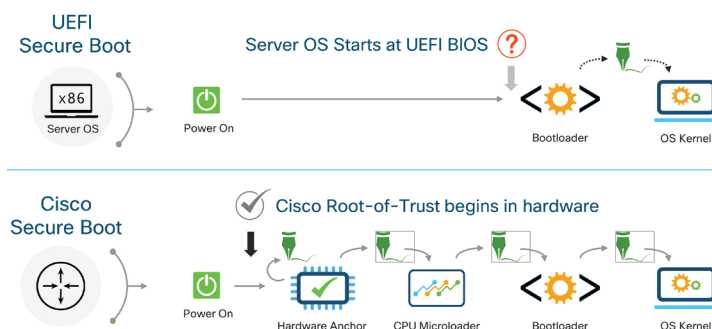 UEFI
Secure Boot
Server OS Starts at UEFI BIOS ?
x86
Server OS
Power On
< >
Bootloader
OS Kernel
Cisco
Secure Boot
Cisco Root-of-Trust begins in hardware
Power On
Hardware Anchor
CPU Microloader
< >
Bootloader
OS Kernel